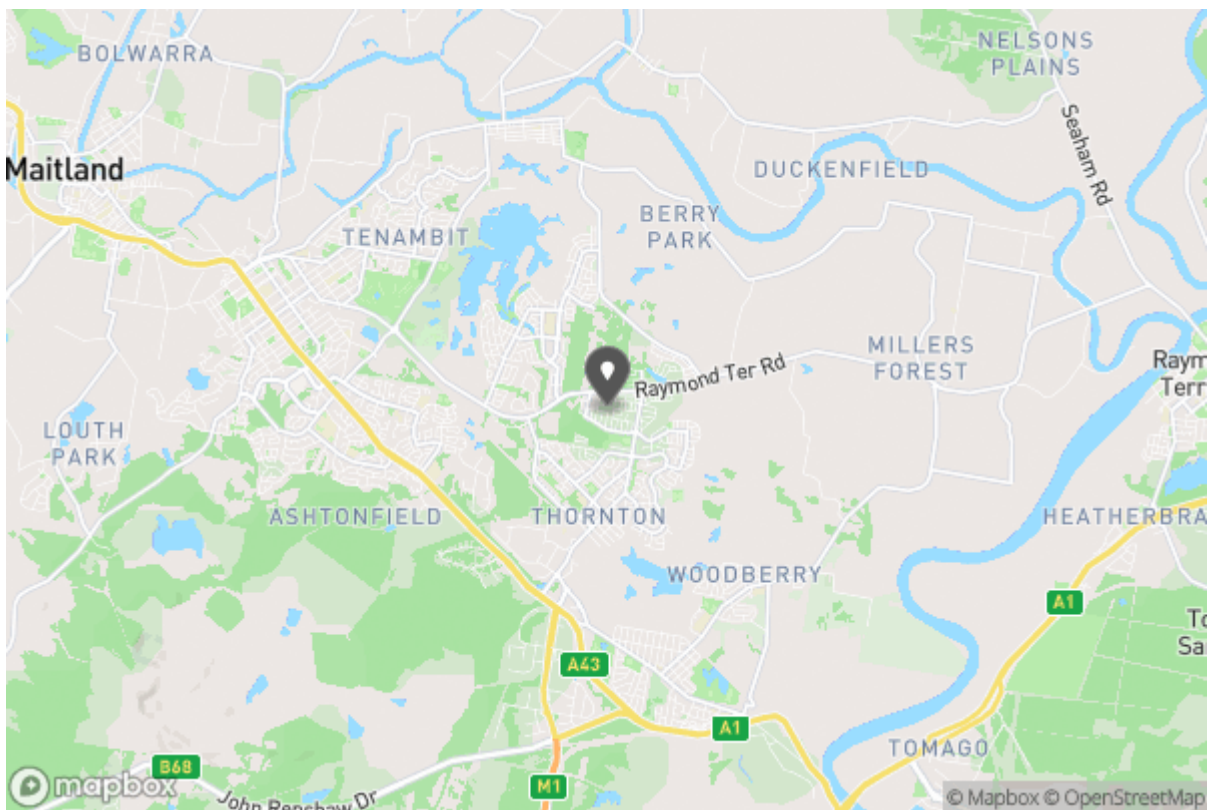 BOLWARRA
NELSONS
PLAINS
Maitland
Seaham Rd
DUCKENFIELD
BERRY
PARK
TENAMBIT
MILLERS
FOREST
Raymond Ter Rd
LOUTH
PARK
ASHTONFIELD
THORNTON
WOODBERRY
A1
A43
A1
TOMAGO
B68
M1
John Renshaw Dr
mapbox
© Mapbox © OpenStreetMap